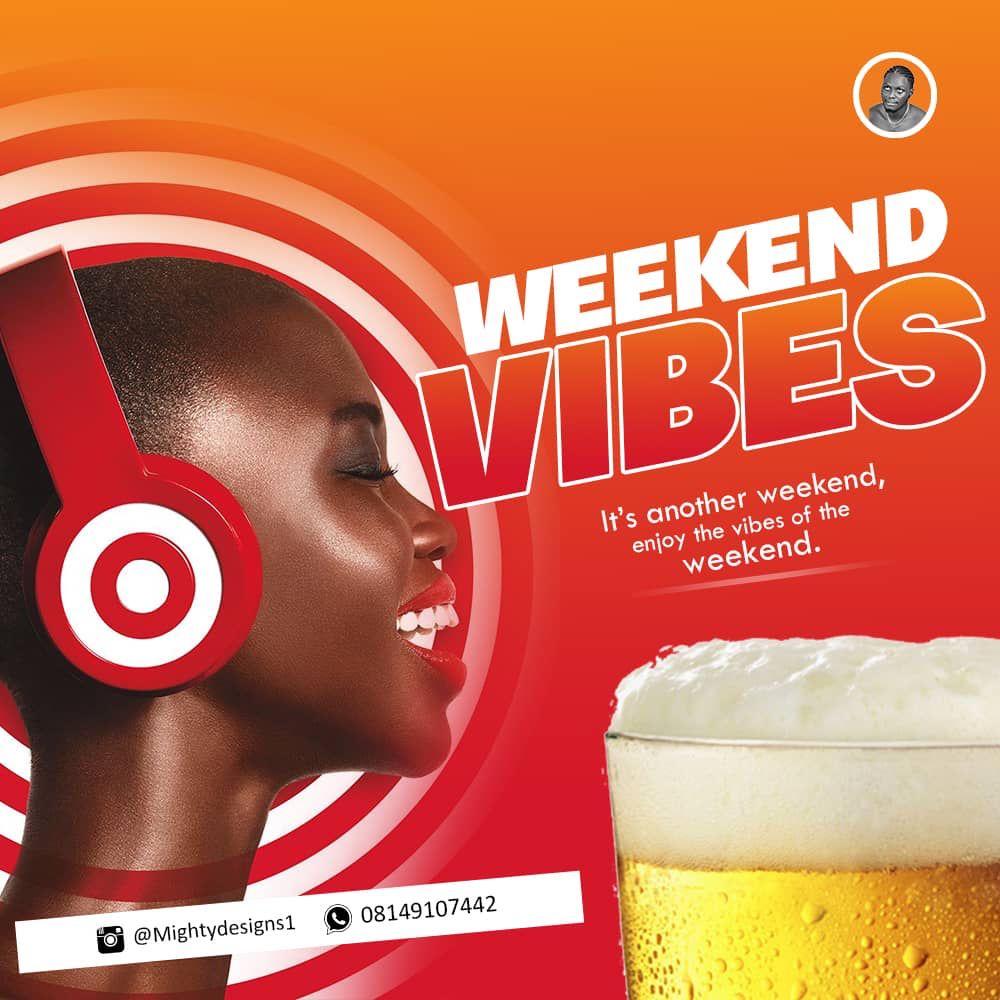 WEEKEND
VIBES
It's another weekend,
enjoy the vibes of the
weekend.
@Mightydesigns1 08149107442